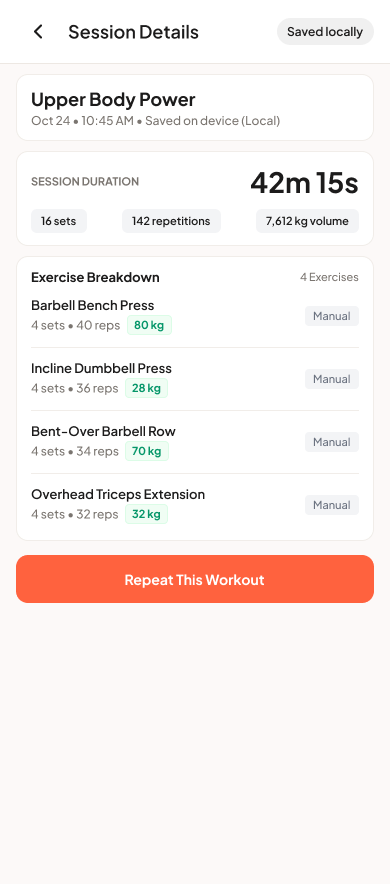 Session Details
Saved locally
Upper Body Power
Oct 24 • 10:45 AM • Saved on device (Local)
SESSION DURATION
42m 15s
16 sets
142 repetitions
7,612 kg volume
Exercise Breakdown
4 Exercises
Barbell Bench Press
4 sets • 40 reps 80 kg
Manual
Incline Dumbbell Press
4 sets • 36 reps 28 kg
Manual
Bent-Over Barbell Row
4 sets • 34 reps 70 kg
Manual
Overhead Triceps Extension
4 sets • 32 reps 32 kg
Manual
Repeat This Workout